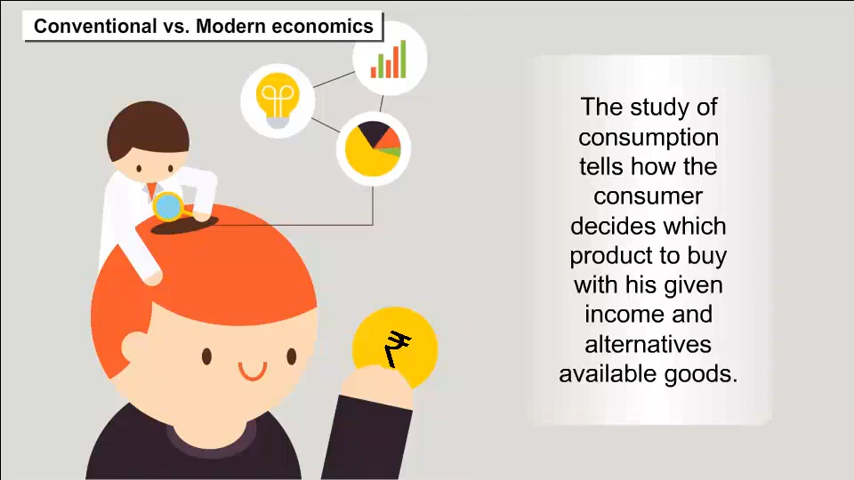 Conventional vs. Modern economics
The study of
consumption
tells how the
consumer
decides which
product to buy
with his given
income and
alternatives
available goods.
₹